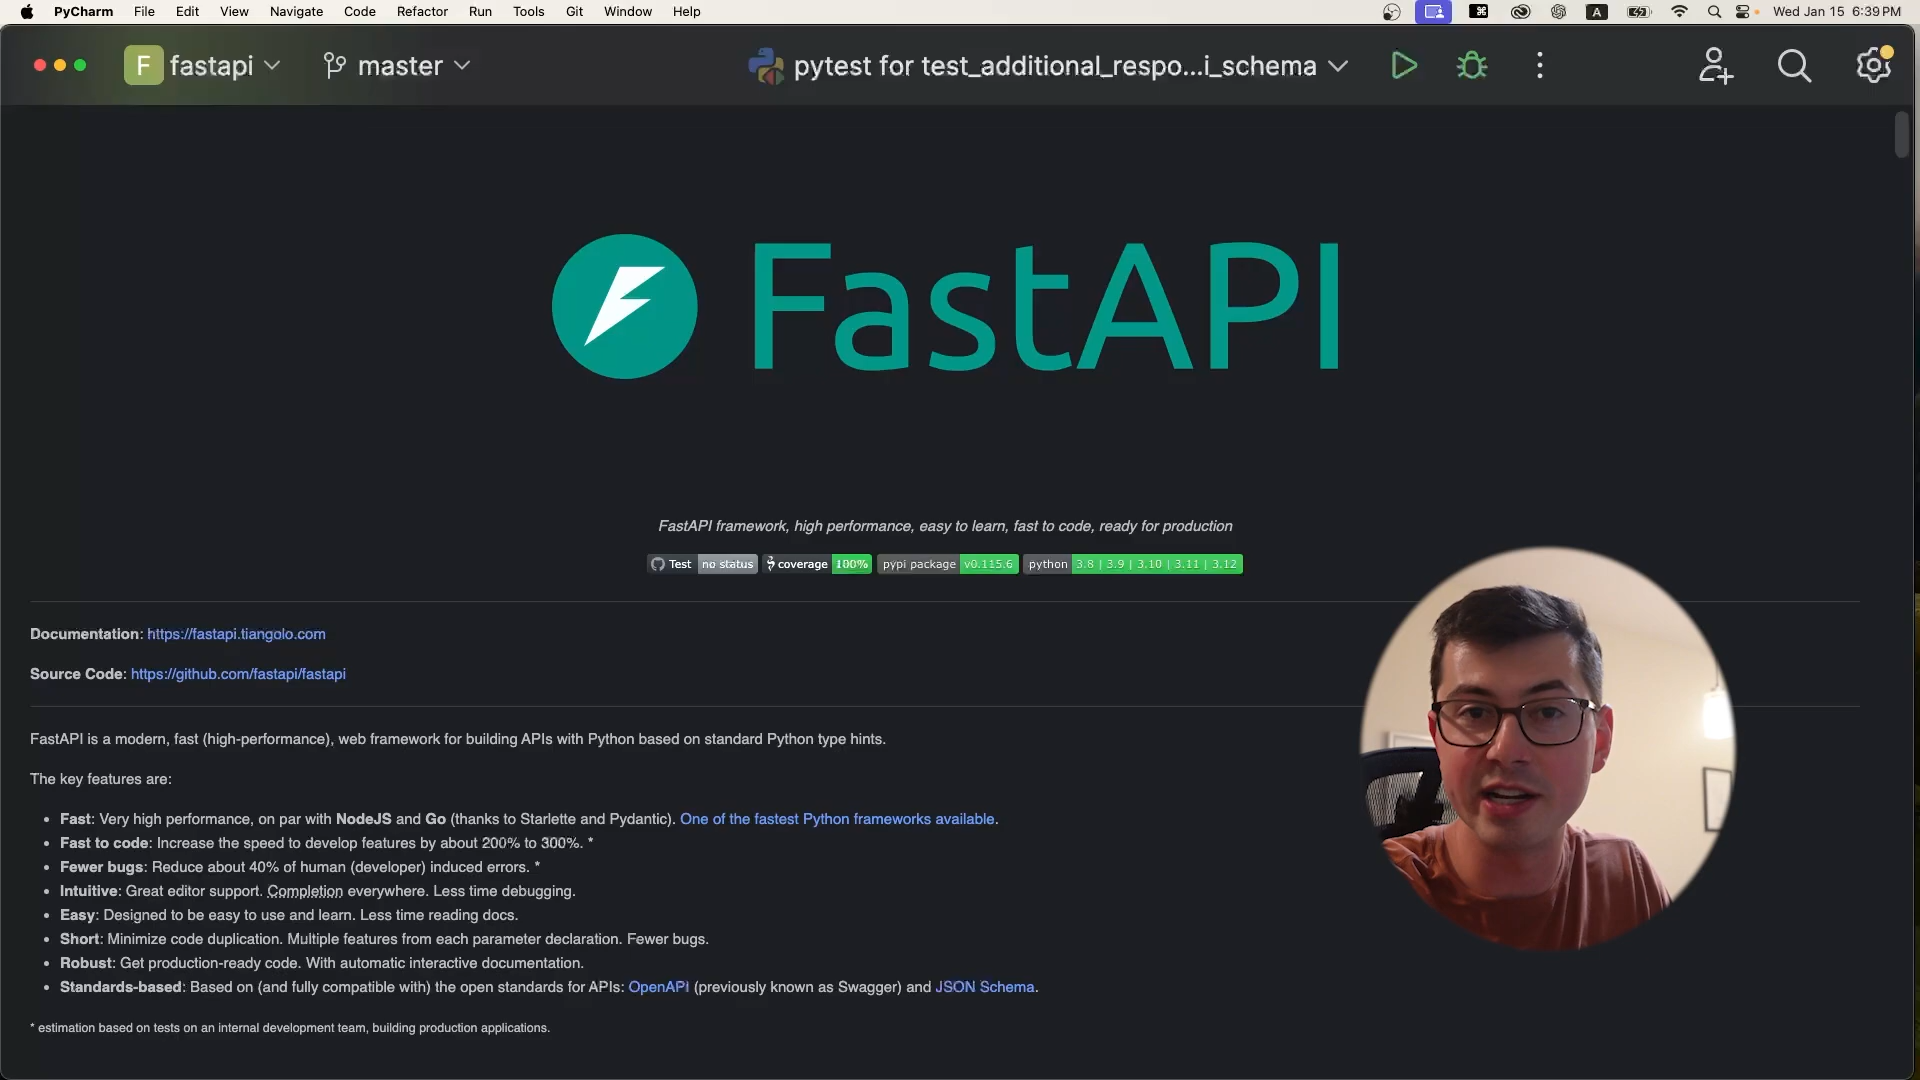 PyCharm File Edit View Navigate Code Refactor Run Tools Git Window Help A Wed Jan 15 6:39 PM
F fastapi master pytest for test_additional_respo...i_schema
FastAPI
FastAPI framework, high performance, easy to learn, fast to code, ready for production
Test no status coverage 100% pypi package v0.115.6 python 3.8 | 3.9 | 3.10 | 3.11 | 3.12
Documentation: https://fastapi.tiangolo.com
Source Code: https://github.com/fastapi/fastapi
FastAPI is a modern, fast (high-performance), web framework for building APIs with Python based on standard Python type hints.
The key features are:
• Fast: Very high performance, on par with NodeJS and Go (thanks to Starlette and Pydantic). One of the fastest Python frameworks available.
• Fast to code: Increase the speed to develop features by about 200% to 300%. *
• Fewer bugs: Reduce about 40% of human (developer) induced errors. *
• Intuitive: Great editor support. Completion everywhere. Less time debugging.
• Easy: Designed to be easy to use and learn. Less time reading docs.
• Short: Minimize code duplication. Multiple features from each parameter declaration. Fewer bugs.
• Robust: Get production-ready code. With automatic interactive documentation.
• Standards-based: Based on (and fully compatible with) the open standards for APIs: OpenAPI (previously known as Swagger) and JSON Schema.
* estimation based on tests on an internal development team, building production applications.